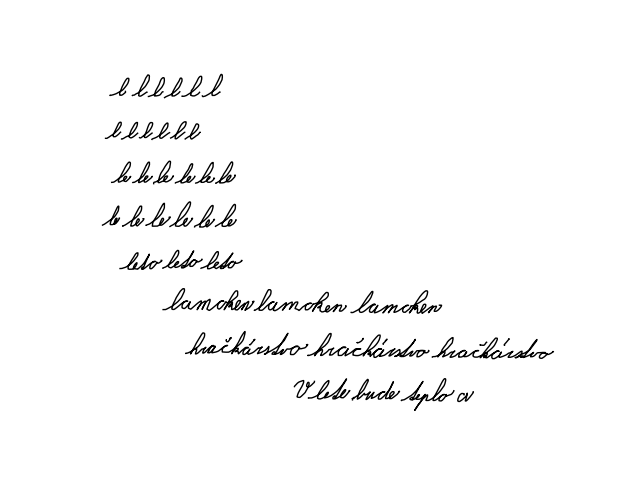 l l l l l l
l l l l l l
le le le le le le
le le le le le le
leto leto leto
lamoken lamoken lamoken
hračkárstvo hračkárstvo hračkárstvo
V lete bude teplo a